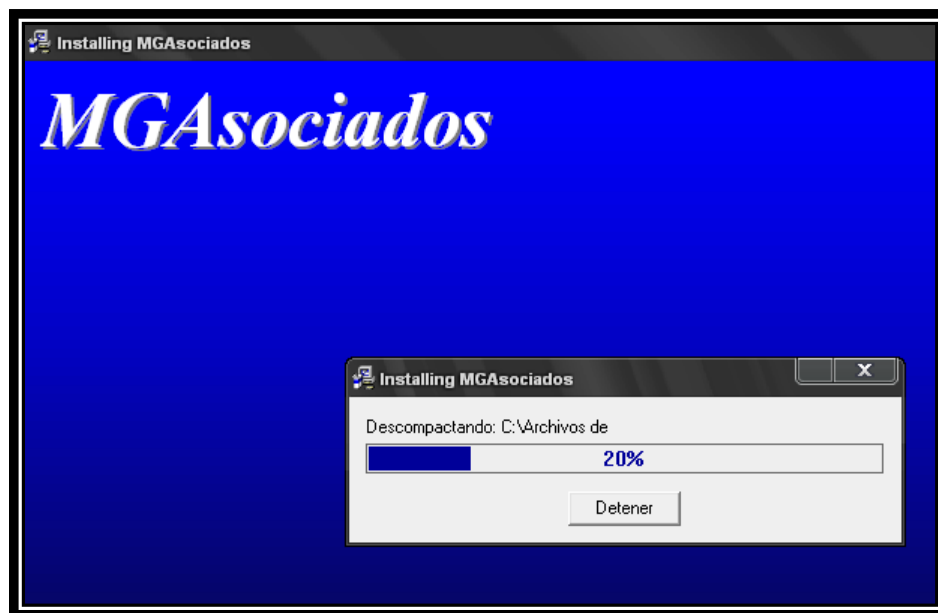 Installing MGAsociados
MGAsociados
Installing MGAsociados
X
Descompactando: C:\Archivos de
20%
Detener